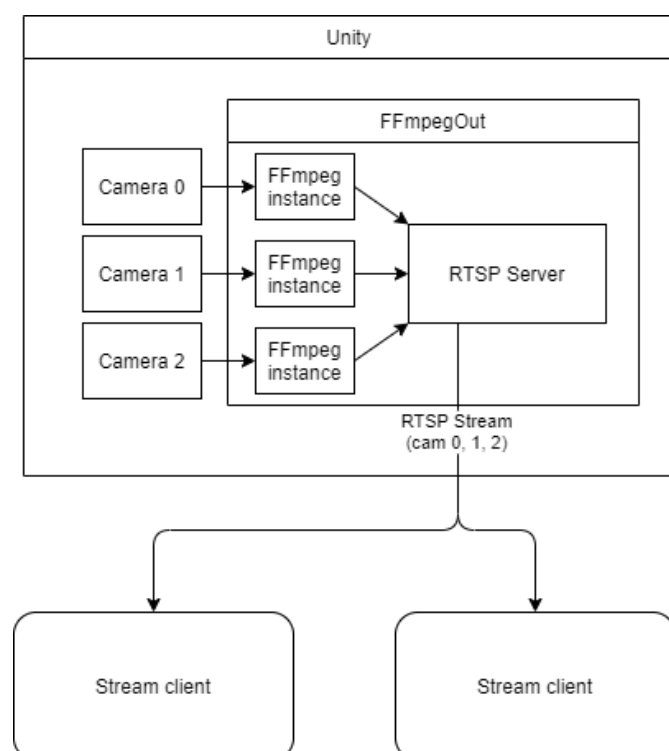 Unity
FFmpegOut
Camera 0
FFmpeg
instance
Camera 1
FFmpeg
instance
RTSP Server
Camera 2
FFmpeg
instance
RTSP Stream
(cam 0, 1, 2)
Stream client
Stream client